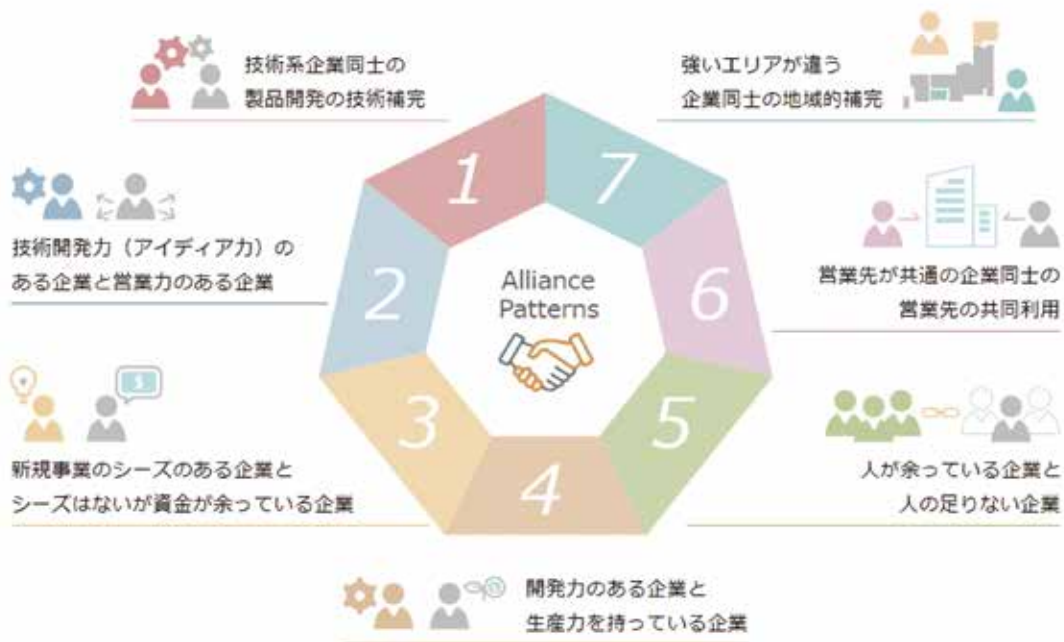 技術系企業同士の
製品開発の技術補完
強いエリアが違う
企業同士の地域的補完
1
7
技術開発力（アイディア力）の
ある企業と営業力のある企業
2
Alliance
Patterns
6
営業先が共通の企業同士の
営業先の共同利用
$
新規事業のシーズのある企業と
シーズはないが資金が余っている企業
3
5
人が余っている企業と
人の足りない企業
4
開発力のある企業と
生産力を持っている企業